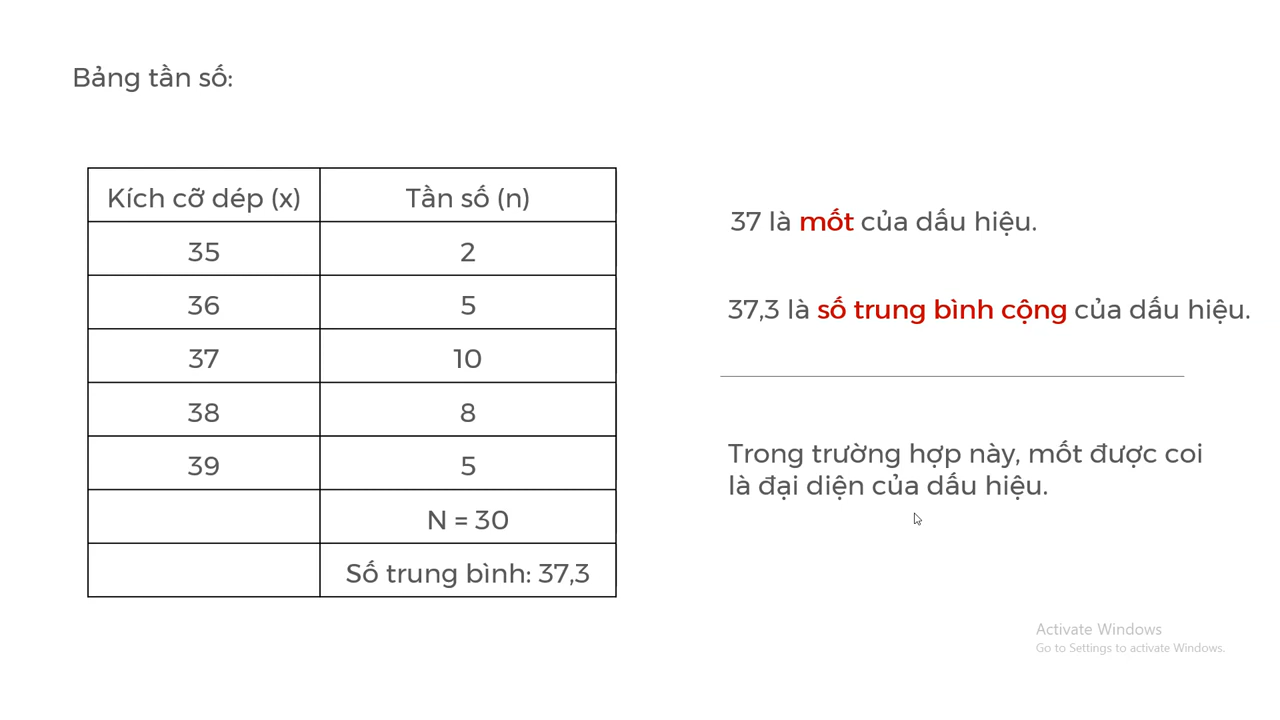 Bảng tần số:
Kích cỡ dép (x) Tần số (n)
35 2
36 5
37 10
38 8
39 5
N = 30
Số trung bình: 37,3
37 là mốt của dấu hiệu.
37,3 là số trung bình cộng của dấu hiệu.
Trong trường hợp này, mốt được coi
là đại diện của dấu hiệu.
Activate Windows
Go to Settings to activate Windows.